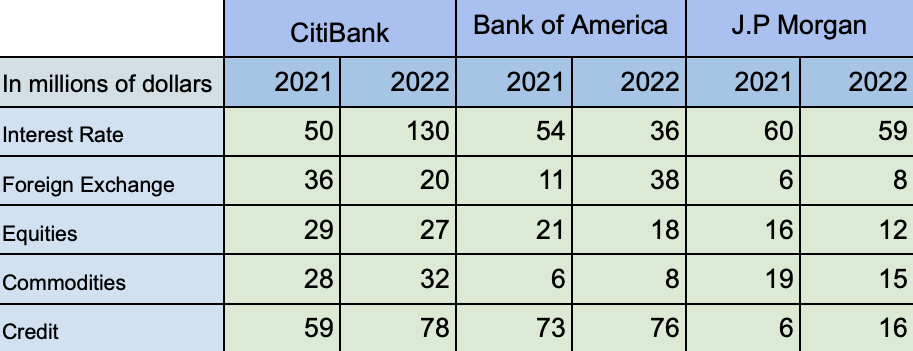 CitiBank Bank of America J.P Morgan
In millions of dollars 2021 2022 2021 2022 2021 2022
Interest Rate 50 130 54 36 60 59
Foreign Exchange 36 20 11 38 6 8
Equities 29 27 21 18 16 12
Commodities 28 32 6 8 19 15
Credit 59 78 73 76 6 16